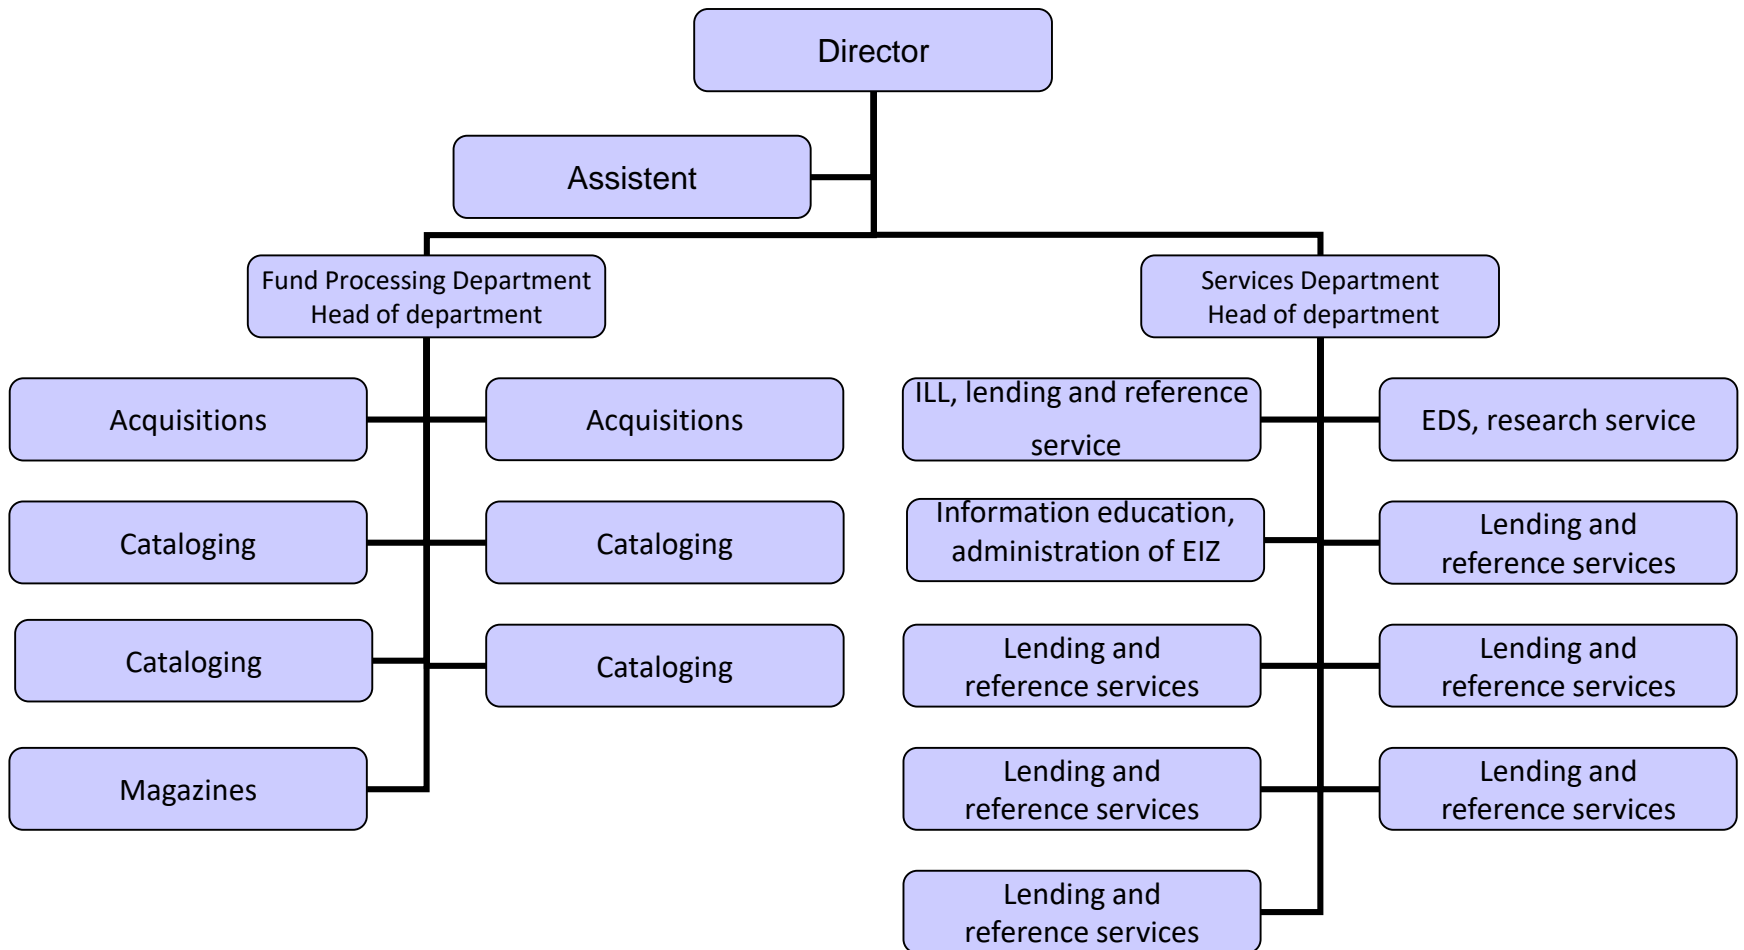 Director
Assistent
Fund Processing Department
Head of department
Services Department
Head of department
Acquisitions
Acquisitions
ILL, lending and reference
service
EDS, research service
Cataloging
Cataloging
Information education,
administration of EIZ
Lending and
reference services
Cataloging
Cataloging
Lending and
reference services
Lending and
reference services
Magazines
Lending and
reference services
Lending and
reference services
Lending and
reference services